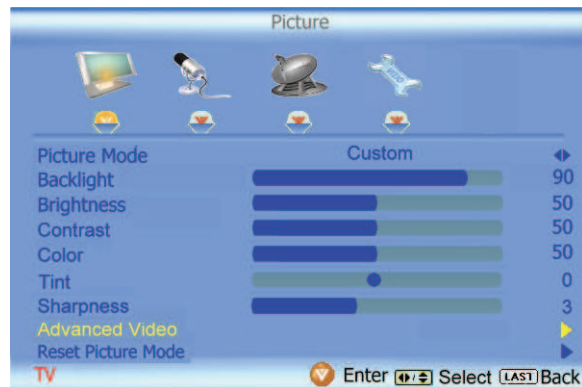 Picture
Picture Mode Custom
Backlight 90
Brightness 50
Contrast 50
Color 50
Tint 0
Sharpness 3
Advanced Video
Reset Picture Mode
TV Enter Select LAST Back